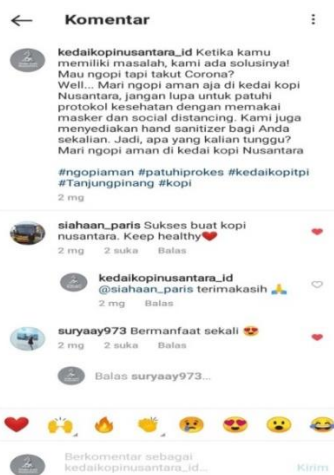 Komentar
kedaikopinusantara_id Ketika kamu
memiliki masalah, kami ada solusinya!
Mau ngopi tapi takut Corona?
Well... Mari ngopi aman aja di kedai kopi
Nusantara, jangan lupa untuk patuhi
protokol kesehatan dengan memakai
masker dan social distancing. Kami juga
menyediakan hand sanitizer bagi Anda
sekalian. Jadi, apa yang kalian tunggu?
Mari ngopi aman di kedai kopi Nusantara
#ngopiaman #patuhiprokes #kedaikopitpi
#Tanjungpinang #kopi
2 mg
siahaan_paris Sukses buat kopi
nusantara. Keep healthy❤️
2 mg 2 suka Balas
kedaikopinusantara_id
@siahaan_paris terimakasih 🙏
2 mg Balas
suryaay973 Bermanfaat sekali 😍
2 mg 2 suka Balas
Balas suryaay973...
Berkomentar sebagai
kedaikopinusantara_id...
Kirim